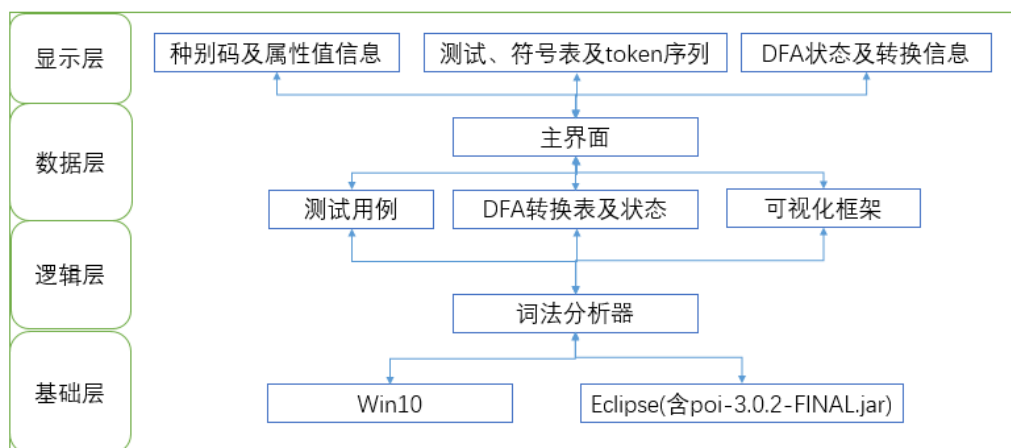 显示层
种别码及属性值信息
测试、符号表及token序列
DFA状态及转换信息
数据层
主界面
测试用例
DFA转换表及状态
可视化框架
逻辑层
词法分析器
基础层
Win10
Eclipse(含poi-3.0.2-FINAL.jar)